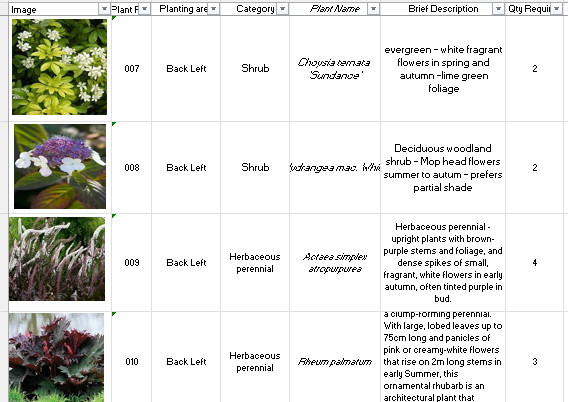 Image Plant F Planting are Category Plant Name Brief Description Qty Requir
007 Back Left Shrub Choysia ternata 'Sundance' evergreen - white fragrant flowers in spring and autumn -lime green foliage 2
008 Back Left Shrub ydrangea mac. Whi Deciduous woodland shrub - Mop head flowers summer to autum - prefers partial shade 2
009 Back Left Herbaceous perennial Actaea simplex atropurpurea Herbaceous perennial - upright plants with brown-purple stems and foliage, and dense spikes of small, fragrant, white flowers in early autumn, often tinted purple in bud. 4
010 Back Left Herbaceous perennial Rheum palmatum a clump-forming perennial. With large, lobed leaves up to 75cm long and panicles of pink or creamy-white flowers that rise on 2m long stems in early Summer, this ornamental rhubarb is an architectural plant that 3